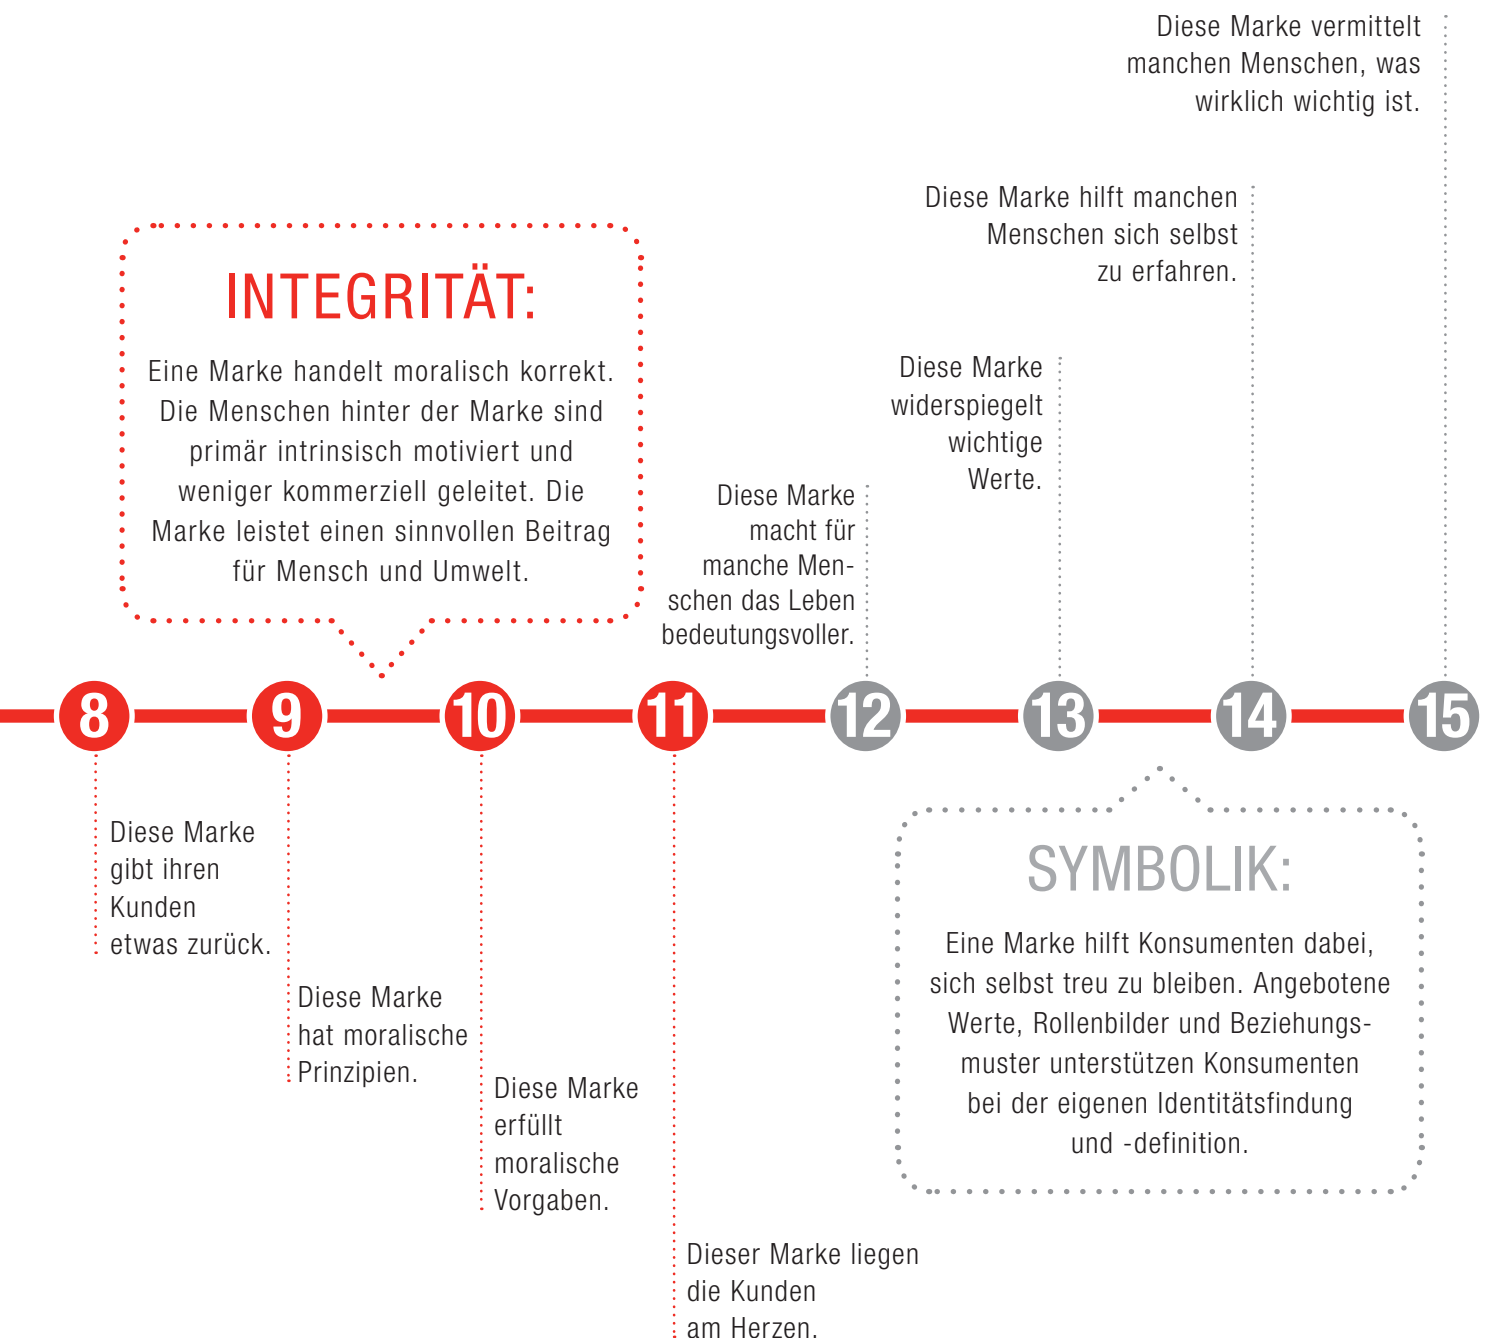 Diese Marke vermittelt
manchen Menschen, was
wirklich wichtig ist.
Diese Marke hilft manchen
Menschen sich selbst
zu erfahren.
INTEGRITÄT:
Eine Marke handelt moralisch korrekt.
Die Menschen hinter der Marke sind
primär intrinsisch motiviert und
weniger kommerziell geleitet. Die
Marke leistet einen sinnvollen Beitrag
für Mensch und Umwelt.
Diese Marke
widerspiegelt
wichtige
Werte.
Diese Marke
macht für
manche Men-
schen das Leben
bedeutungsvoller.
8 9 10 11 12 13 14 15
Diese Marke
gibt ihren
Kunden
etwas zurück.
Diese Marke
hat moralische
Prinzipien.
Diese Marke
erfüllt
moralische
Vorgaben.
Dieser Marke liegen
die Kunden
am Herzen.
SYMBOLIK:
Eine Marke hilft Konsumenten dabei,
sich selbst treu zu bleiben. Angebotene
Werte, Rollenbilder und Beziehungs-
muster unterstützen Konsumenten
bei der eigenen Identitätsfindung
und -definition.